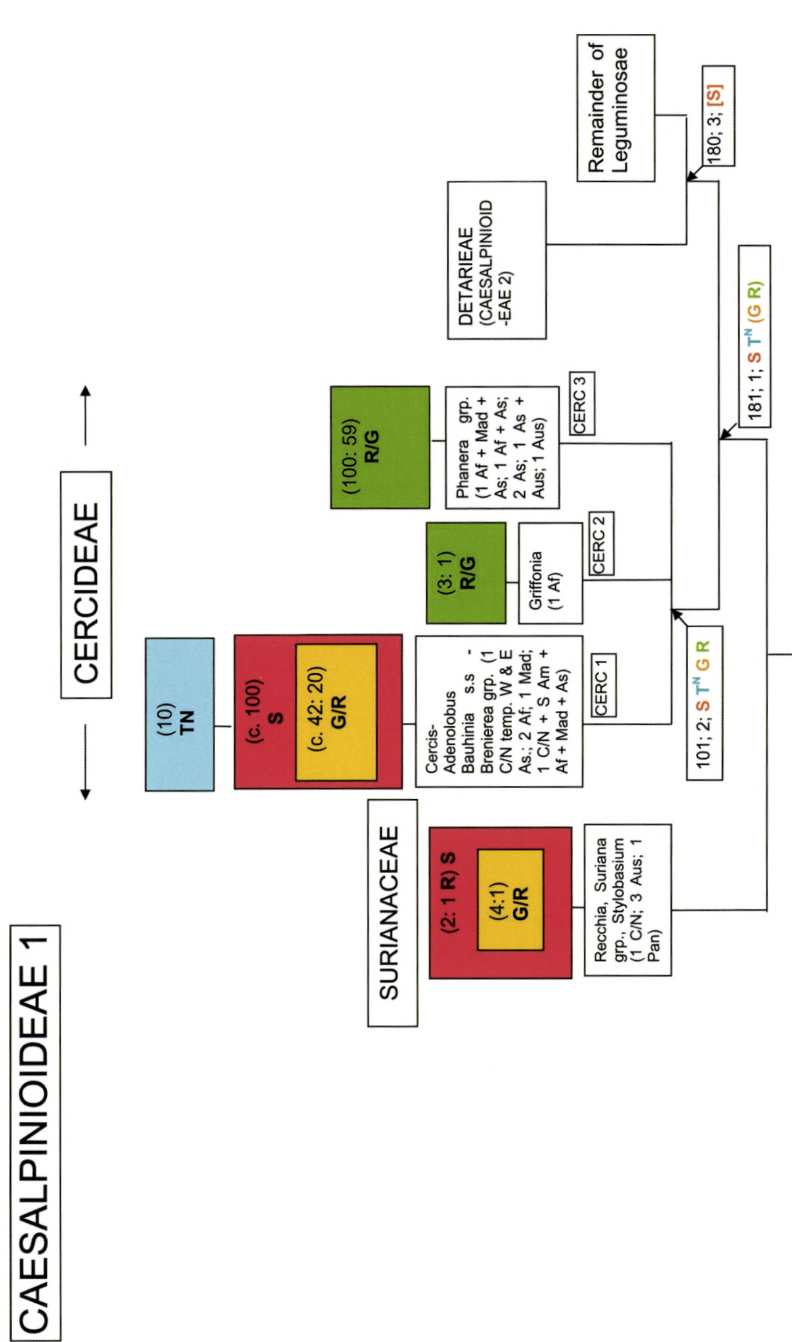 CAESALPINIOIDEAE 1
CERCIDEAE
SURIANACEAE
(2: 1 R) S
(4:1)
G/R
Recchia, Suriana
grp., Stylobasium
(1 C/N; 3 Aus; 1
Pan)
(10)
TN
(c. 100)
S
(c. 42: 20)
G/R
Cercis-
Adenolobus
Bauhinia s.s -
Brenierea grp. (1
C/N temp. W & E
As.; 2 Af; 1 Mad;
1 C/N + S Am +
Af + Mad + As)
CERC 1
(3: 1)
R/G
Griffonia
(1 Af)
CERC 2
(100: 59)
R/G
Phanera grp.
(1 Af + Mad +
As; 1 Af + As;
2 As; 1 As +
Aus; 1 Aus)
CERC 3
DETARIEAE
(CAESALPINIOID
-EAE 2)
Remainder of
Leguminosae
101; 2; S Tᴺ G R
181; 1; S Tᴺ (G R)
180; 3; [S]